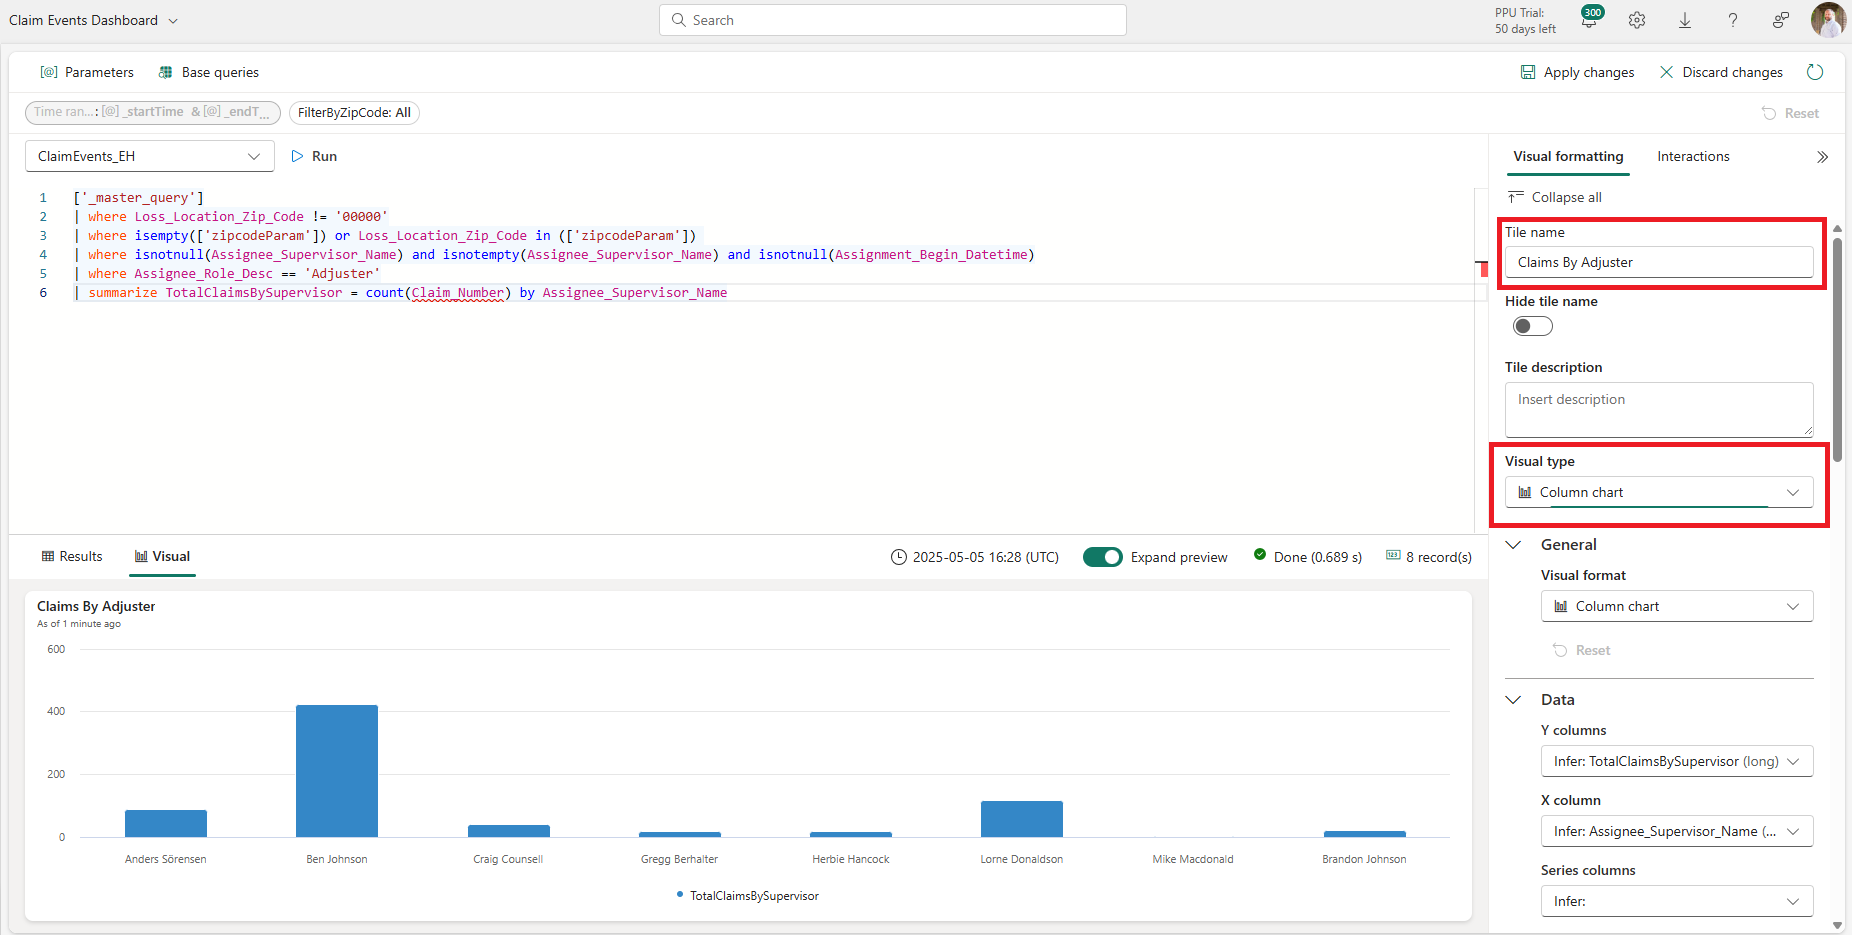 Claim Events Dashboard
Search
PPU Trial:
50 days left
300
Parameters
Base queries
Apply changes
Discard changes
Time ran...: [@] _startTime & [@] _endT...
FilterByZipCode: All
Reset
ClaimEvents_EH
Run
1 ['_master_query']
2 | where Loss_Location_Zip_Code != '00000'
3 | where isempty(['zipcodeParam']) or Loss_Location_Zip_Code in (['zipcodeParam'])
4 | where isnotnull(Assignee_Supervisor_Name) and isnotempty(Assignee_Supervisor_Name) and isnotnull(Assignment_Begin_Datetime)
5 | where Assignee_Role_Desc == 'Adjuster'
6 | summarize TotalClaimsBySupervisor = count(Claim_Number) by Assignee_Supervisor_Name
Visual formatting
Interactions
Collapse all
Tile name
Claims By Adjuster
Hide tile name
Tile description
Insert description
Visual type
Column chart
General
Visual format
Column chart
Reset
Data
Y columns
Infer: TotalClaimsBySupervisor (long)
X column
Infer: Assignee_Supervisor_Name (...
Series columns
Infer:
Results
Visual
2025-05-05 16:28 (UTC)
Expand preview
Done (0.689 s)
8 record(s)
Claims By Adjuster
As of 1 minute ago
600
400
200
0
Anders Sörensen
Ben Johnson
Craig Counsell
Gregg Berhalter
Herbie Hancock
Lorne Donaldson
Mike Macdonald
Brandon Johnson
TotalClaimsBySupervisor